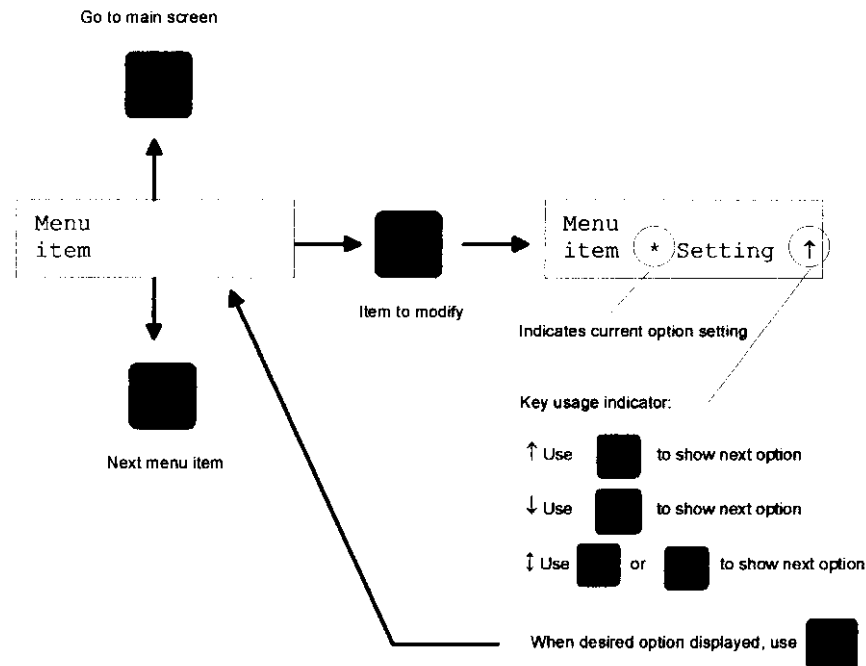 Go to main screen
Menu
item
Item to modify
Menu
item * Setting ↑
Indicates current option setting
Next menu item
Key usage indicator:
↑ Use to show next option
↓ Use to show next option
↕ Use or to show next option
When desired option displayed, use